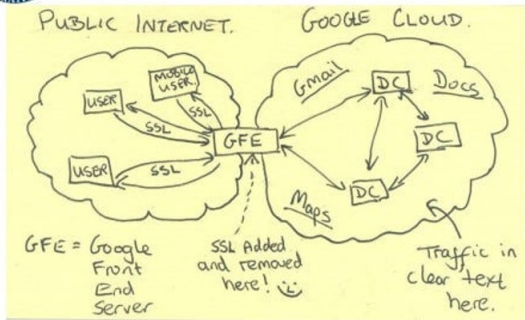 PUBLIC INTERNET.
GOOGLE CLOUD.
MOBILE
USER.
USER
SSL
SSL
USER
SSL
GFE
Gmail
DC
Docs
DC
Maps
DC
GFE = Google
Front
End
Server
SSL Added
and removed
here!
Traffic in
clear text
here.